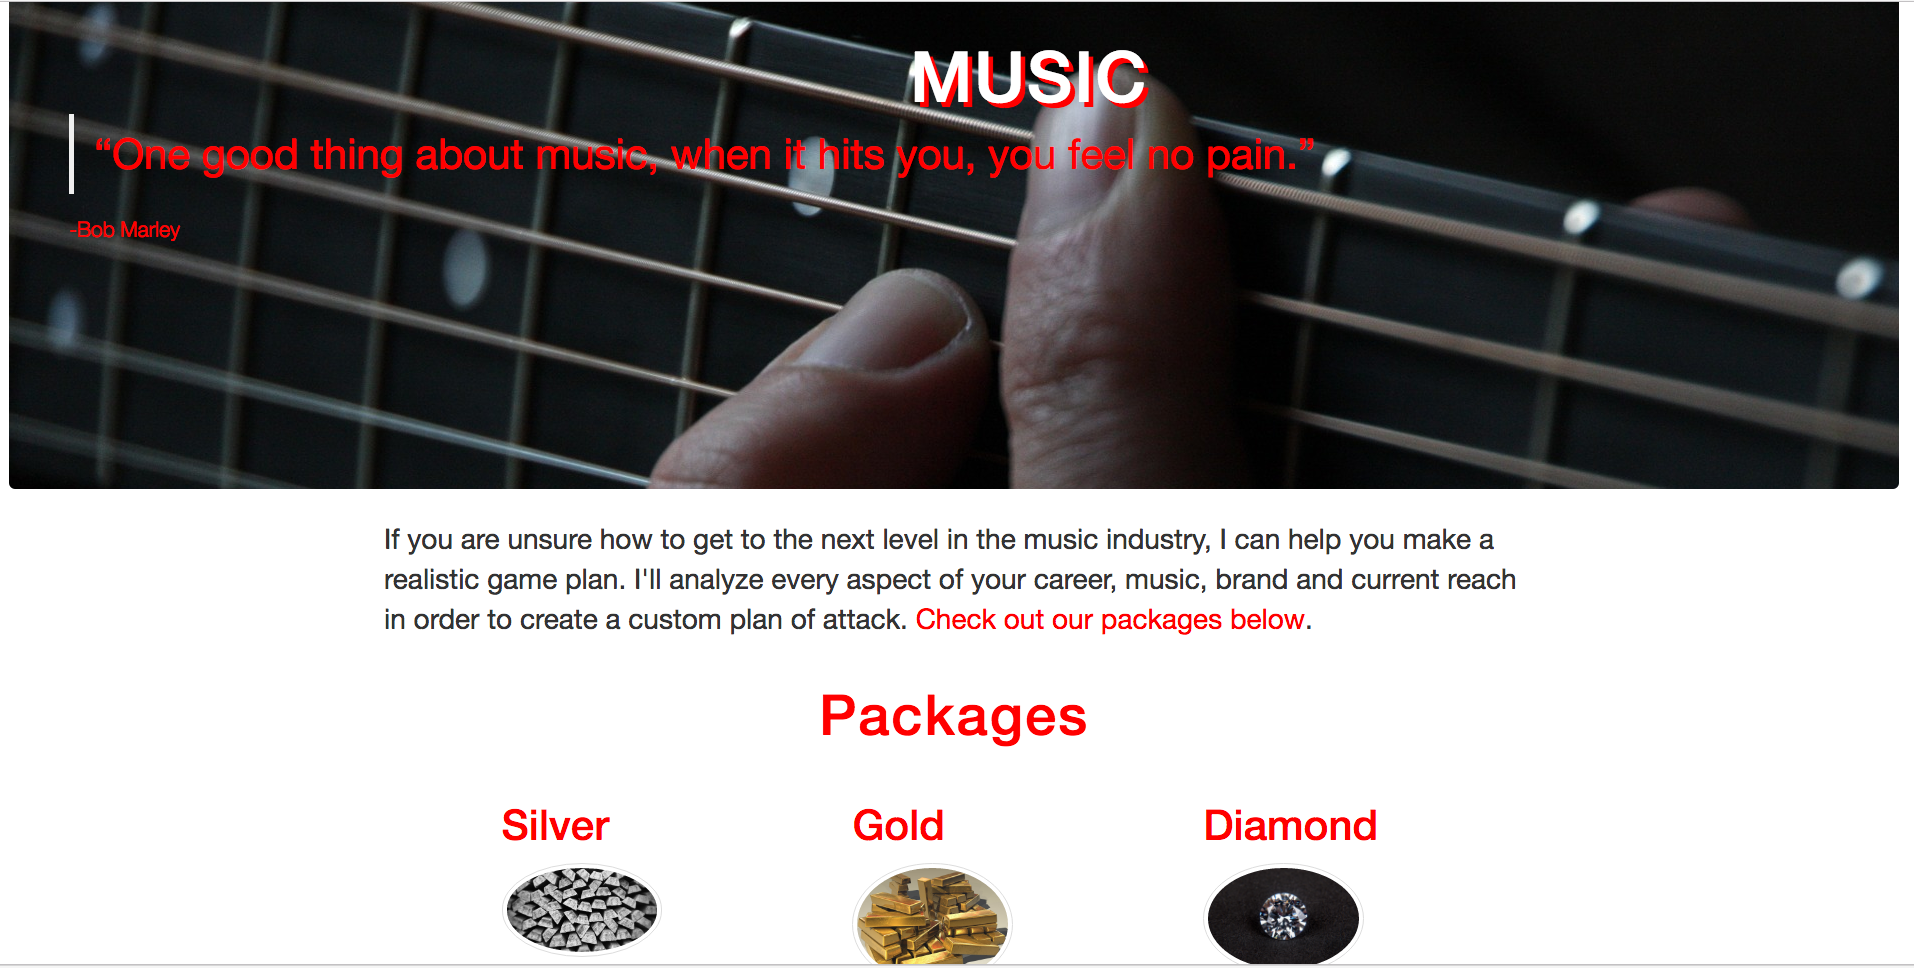 MUSIC
“One good thing about music, when it hits you, you feel no pain.”
-Bob Marley
If you are unsure how to get to the next level in the music industry, I can help you make a
realistic game plan. I'll analyze every aspect of your career, music, brand and current reach
in order to create a custom plan of attack. Check out our packages below.
Packages
Silver
Gold
Diamond